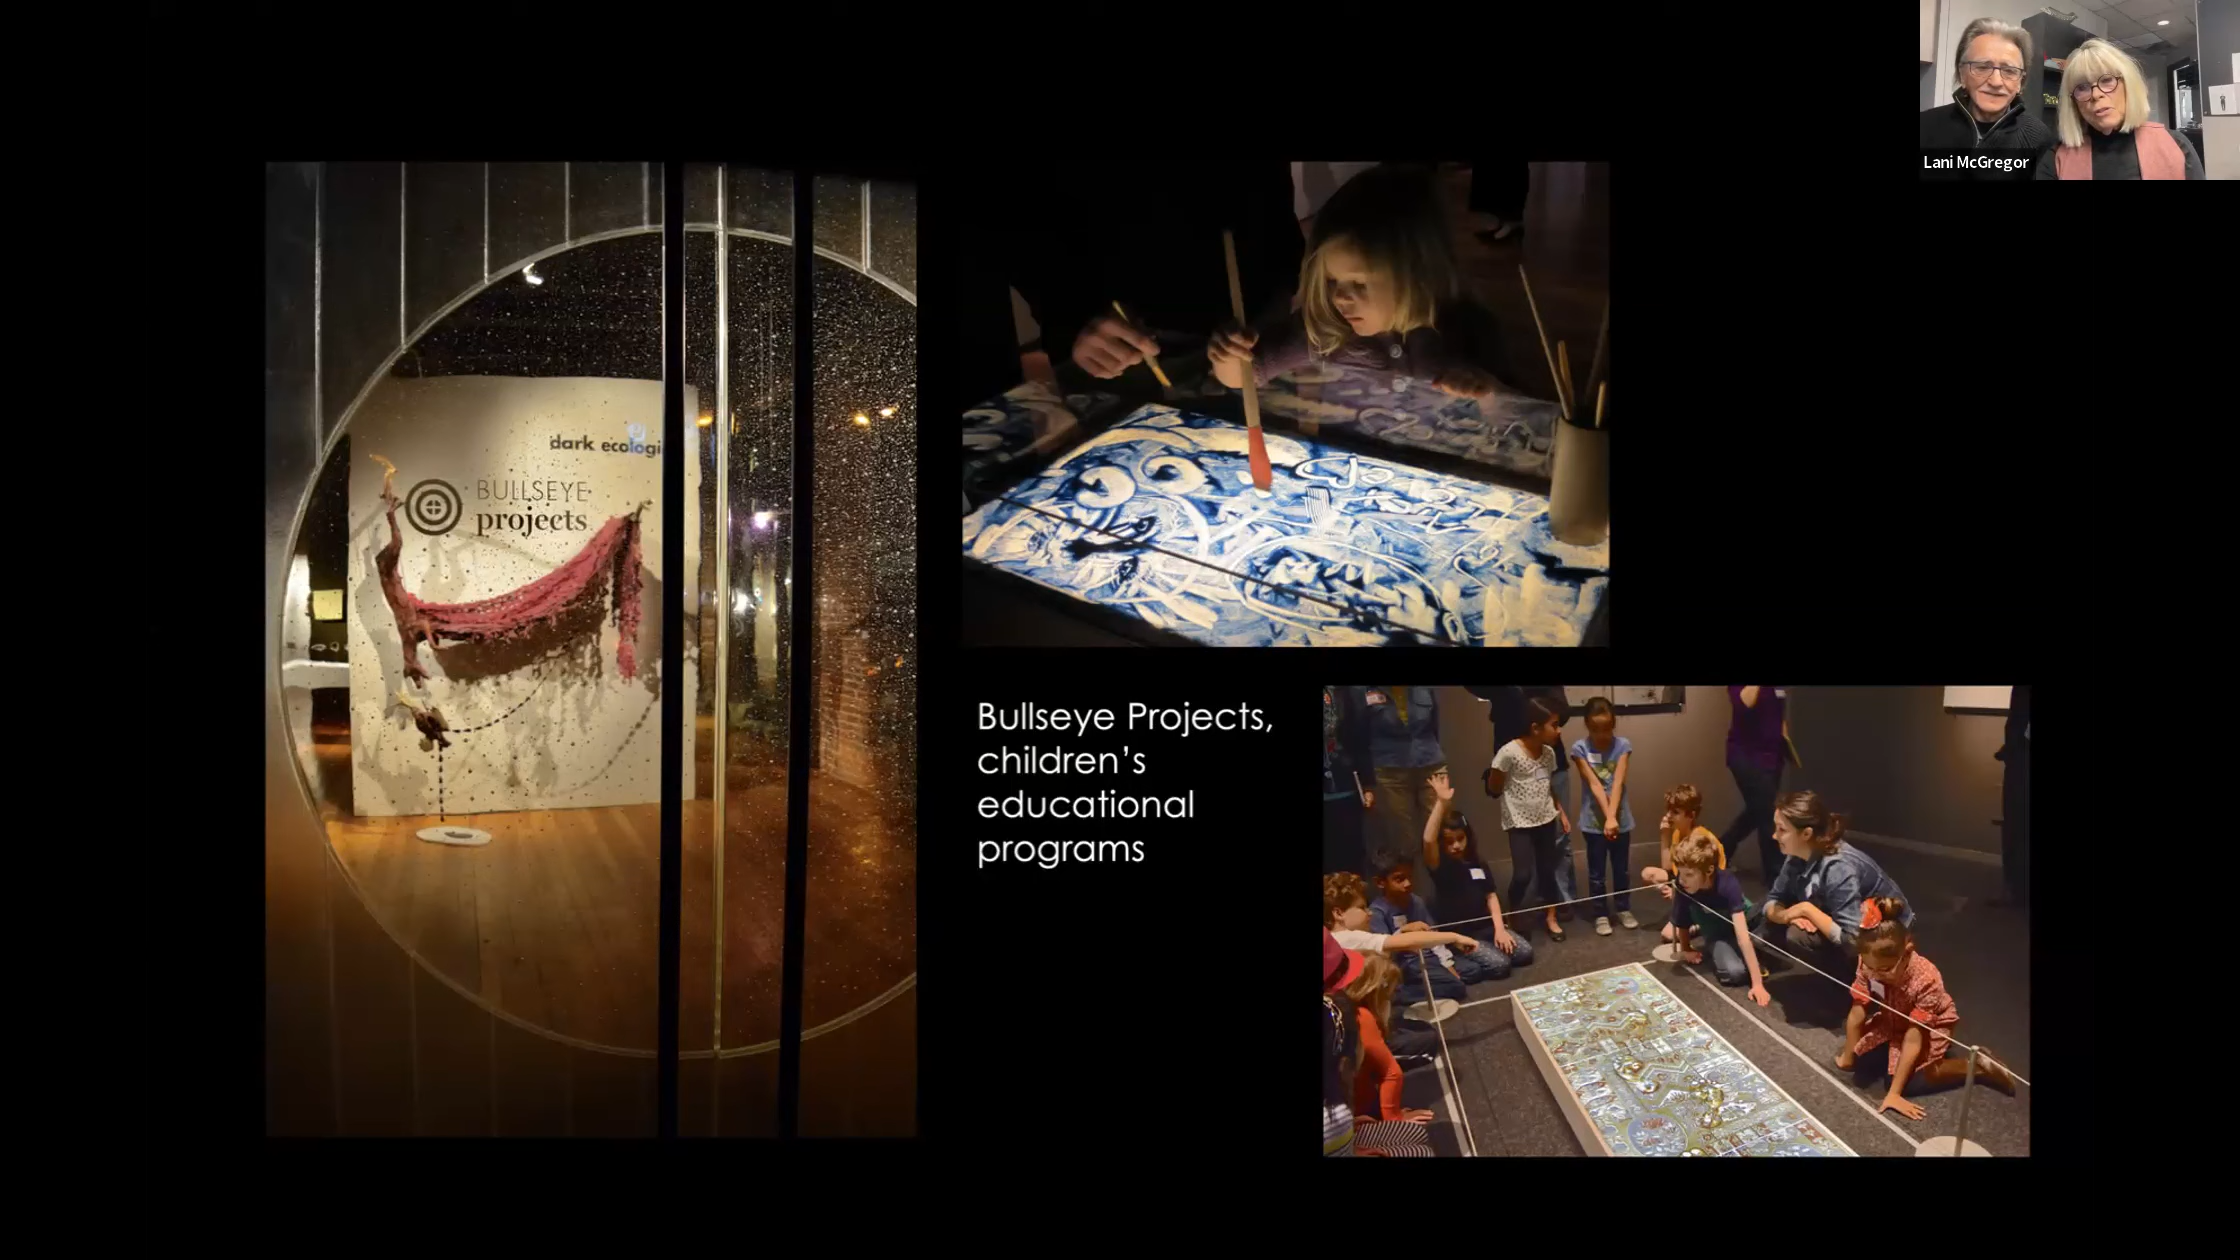 Lani McGregor
dark ecologi
BULLSEYE
projects
Bullseye Projects,
children's
educational
programs